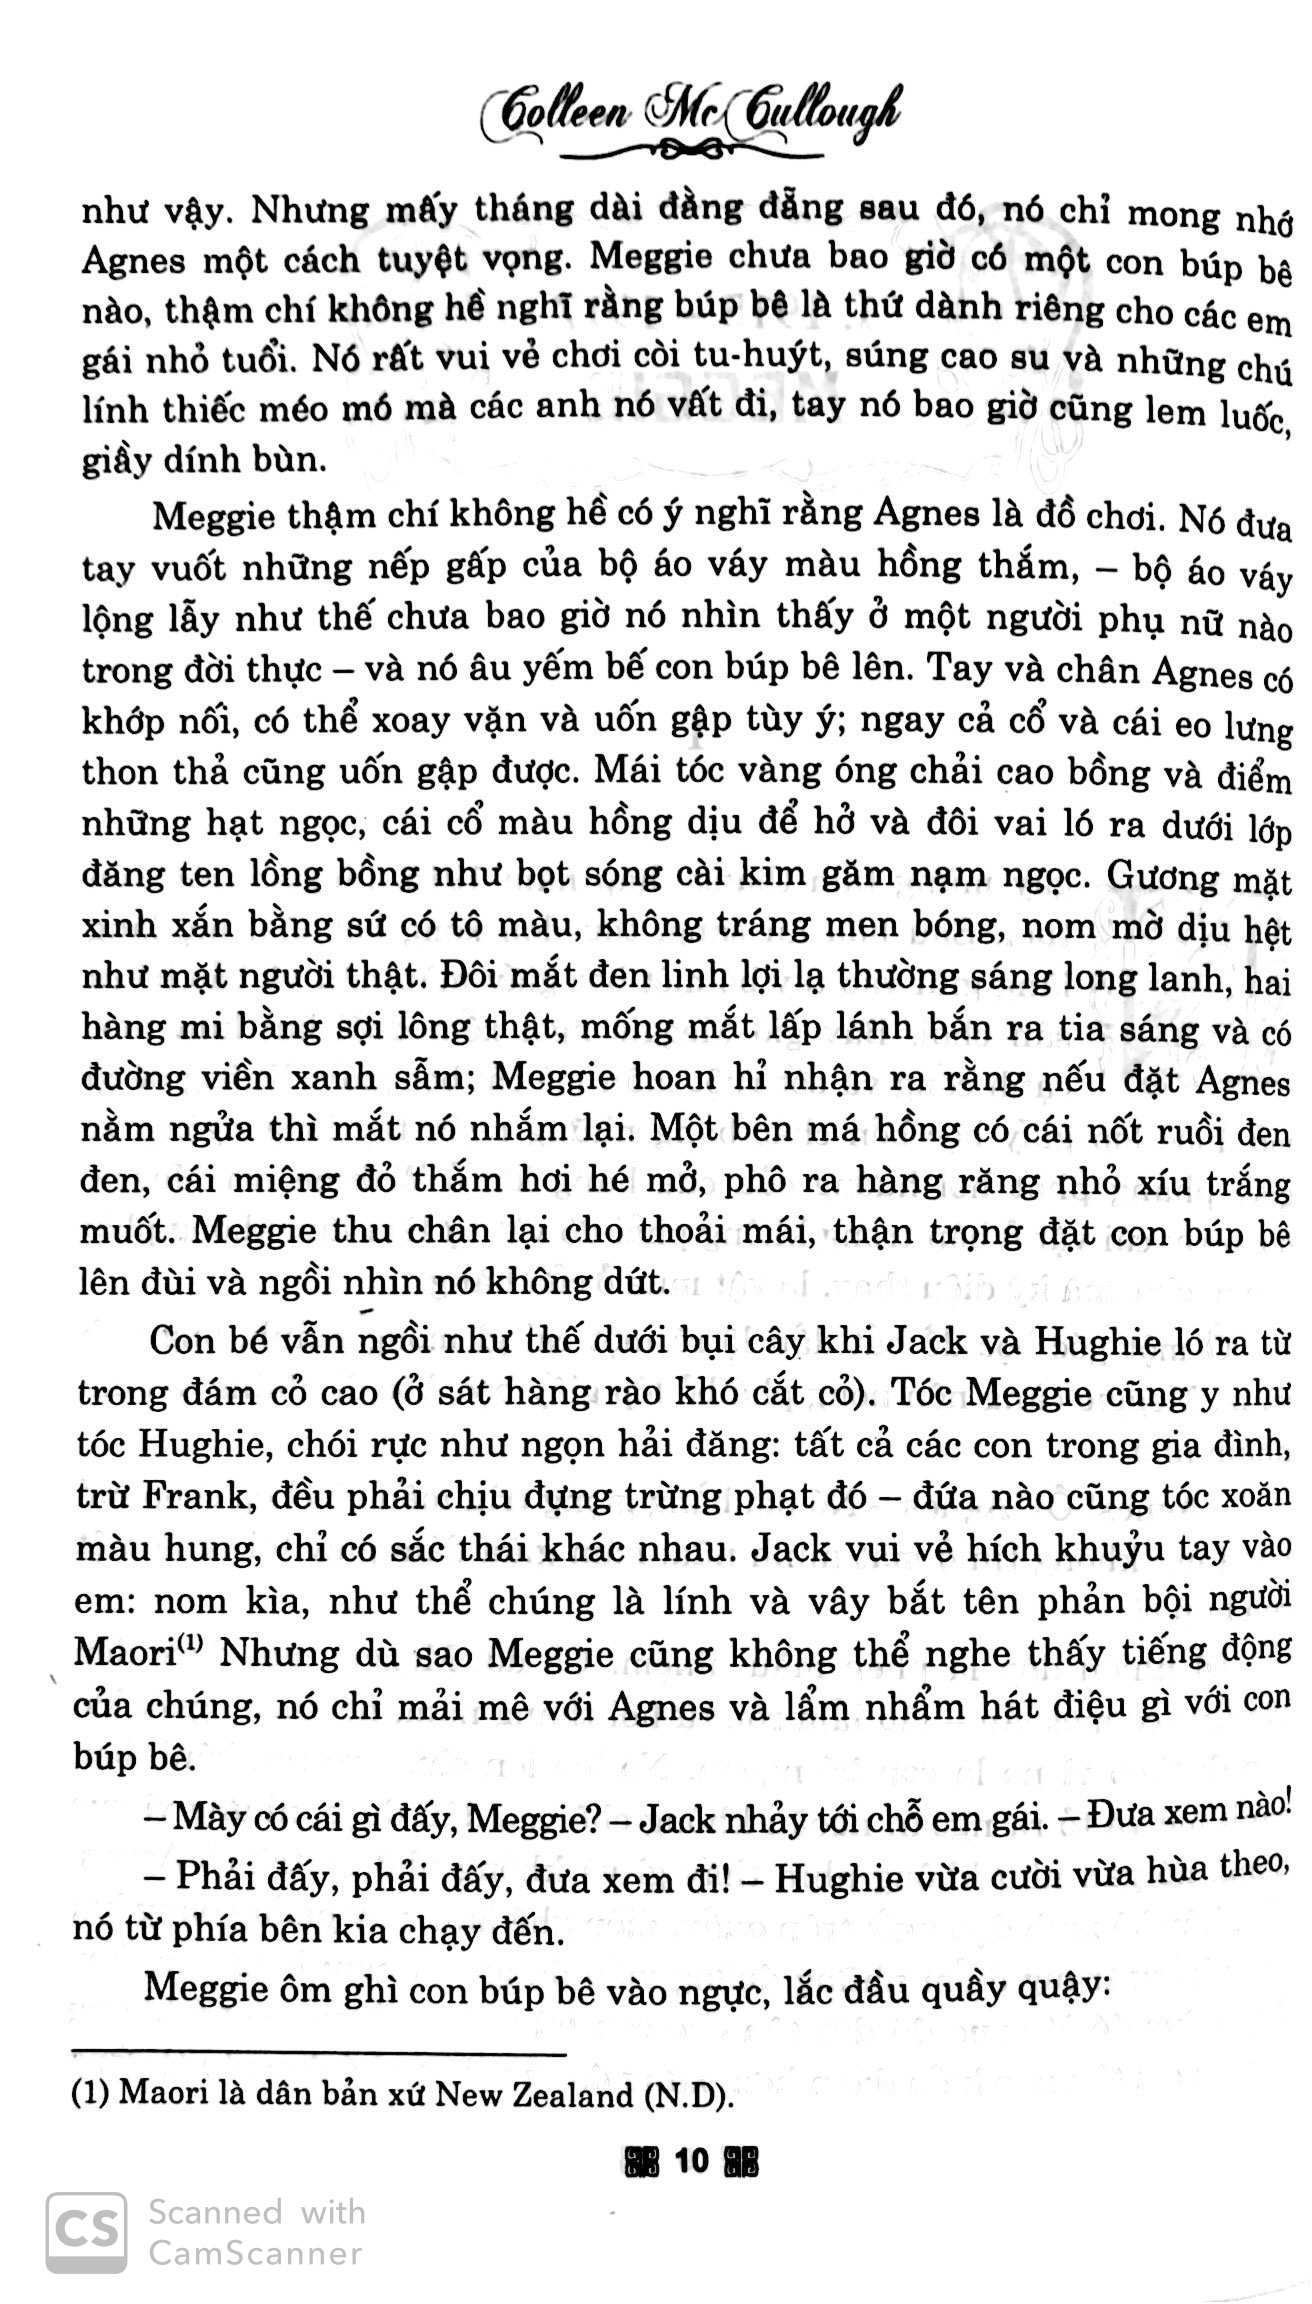 Colleen McCullough
như vậy. Nhưng mấy tháng dài đằng đẵng sau đó, nó chỉ mong nhớ
Agnes một cách tuyệt vọng. Meggie chưa bao giờ có một con búp bê
nào, thậm chí không hề nghĩ rằng búp bê là thứ dành riêng cho các em
gái nhỏ tuổi. Nó rất vui vẻ chơi còi tu-huýt, súng cao su và những chú
lính thiếc méo mó mà các anh nó vất đi, tay nó bao giờ cũng lem luốc,
giầy dính bùn.
Meggie thậm chí không hề có ý nghĩ rằng Agnes là đồ chơi. Nó đưa
tay vuốt những nếp gấp của bộ áo váy màu hồng thắm, – bộ áo váy
lộng lẫy như thế chưa bao giờ nó nhìn thấy ở một người phụ nữ nào
trong đời thực – và nó âu yếm bế con búp bê lên. Tay và chân Agnes có
khớp nối, có thể xoay vặn và uốn gập tùy ý; ngay cả cổ và cái eo lưng
thon thả cũng uốn gập được. Mái tóc vàng óng chải cao bồng và điểm
những hạt ngọc, cái cổ màu hồng dịu để hở và đôi vai ló ra dưới lớp
đăng ten lồng bồng như bọt sóng cài kim găm nạm ngọc. Gương mặt
xinh xắn bằng sứ có tô màu, không tráng men bóng, nom mờ dịu hệt
như mặt người thật. Đôi mắt đen linh lợi lạ thường sáng long lanh, hai
hàng mi bằng sợi lông thật, mống mắt lấp lánh bắn ra tia sáng và có
đường viền xanh sẫm; Meggie hoan hỉ nhận ra rằng nếu đặt Agnes
nằm ngửa thì mắt nó nhắm lại. Một bên má hồng có cái nốt ruồi đen
đen, cái miệng đỏ thắm hơi hé mở, phô ra hàng răng nhỏ xíu trắng
muốt. Meggie thu chân lại cho thoải mái, thận trọng đặt con búp bê
lên đùi và ngồi nhìn nó không dứt.
Con bé vẫn ngồi như thế dưới bụi cây khi Jack và Hughie ló ra từ
trong đám cỏ cao (ở sát hàng rào khó cắt cỏ). Tóc Meggie cũng y như
tóc Hughie, chói rực như ngọn hải đăng: tất cả các con trong gia đình,
trừ Frank, đều phải chịu đựng trừng phạt đó – đứa nào cũng tóc xoăn
màu hung, chỉ có sắc thái khác nhau. Jack vui vẻ hích khuỷu tay vào
em: nom kìa, như thể chúng là lính và vây bắt tên phản bội người
Maori(1) Nhưng dù sao Meggie cũng không thể nghe thấy tiếng động
của chúng, nó chỉ mải mê với Agnes và lẩm nhẩm hát điệu gì với con
búp bê.
– Mày có cái gì đấy, Meggie? – Jack nhảy tới chỗ em gái. – Đưa xem nào!
– Phải đấy, phải đấy, đưa xem đi! – Hughie vừa cười vừa hùa theo,
nó từ phía bên kia chạy đến.
Meggie ôm ghì con búp bê vào ngực, lắc đầu quầy quậy:
(1) Maori là dân bản xứ New Zealand (N.D).
10
CS Scanned with
CamScanner